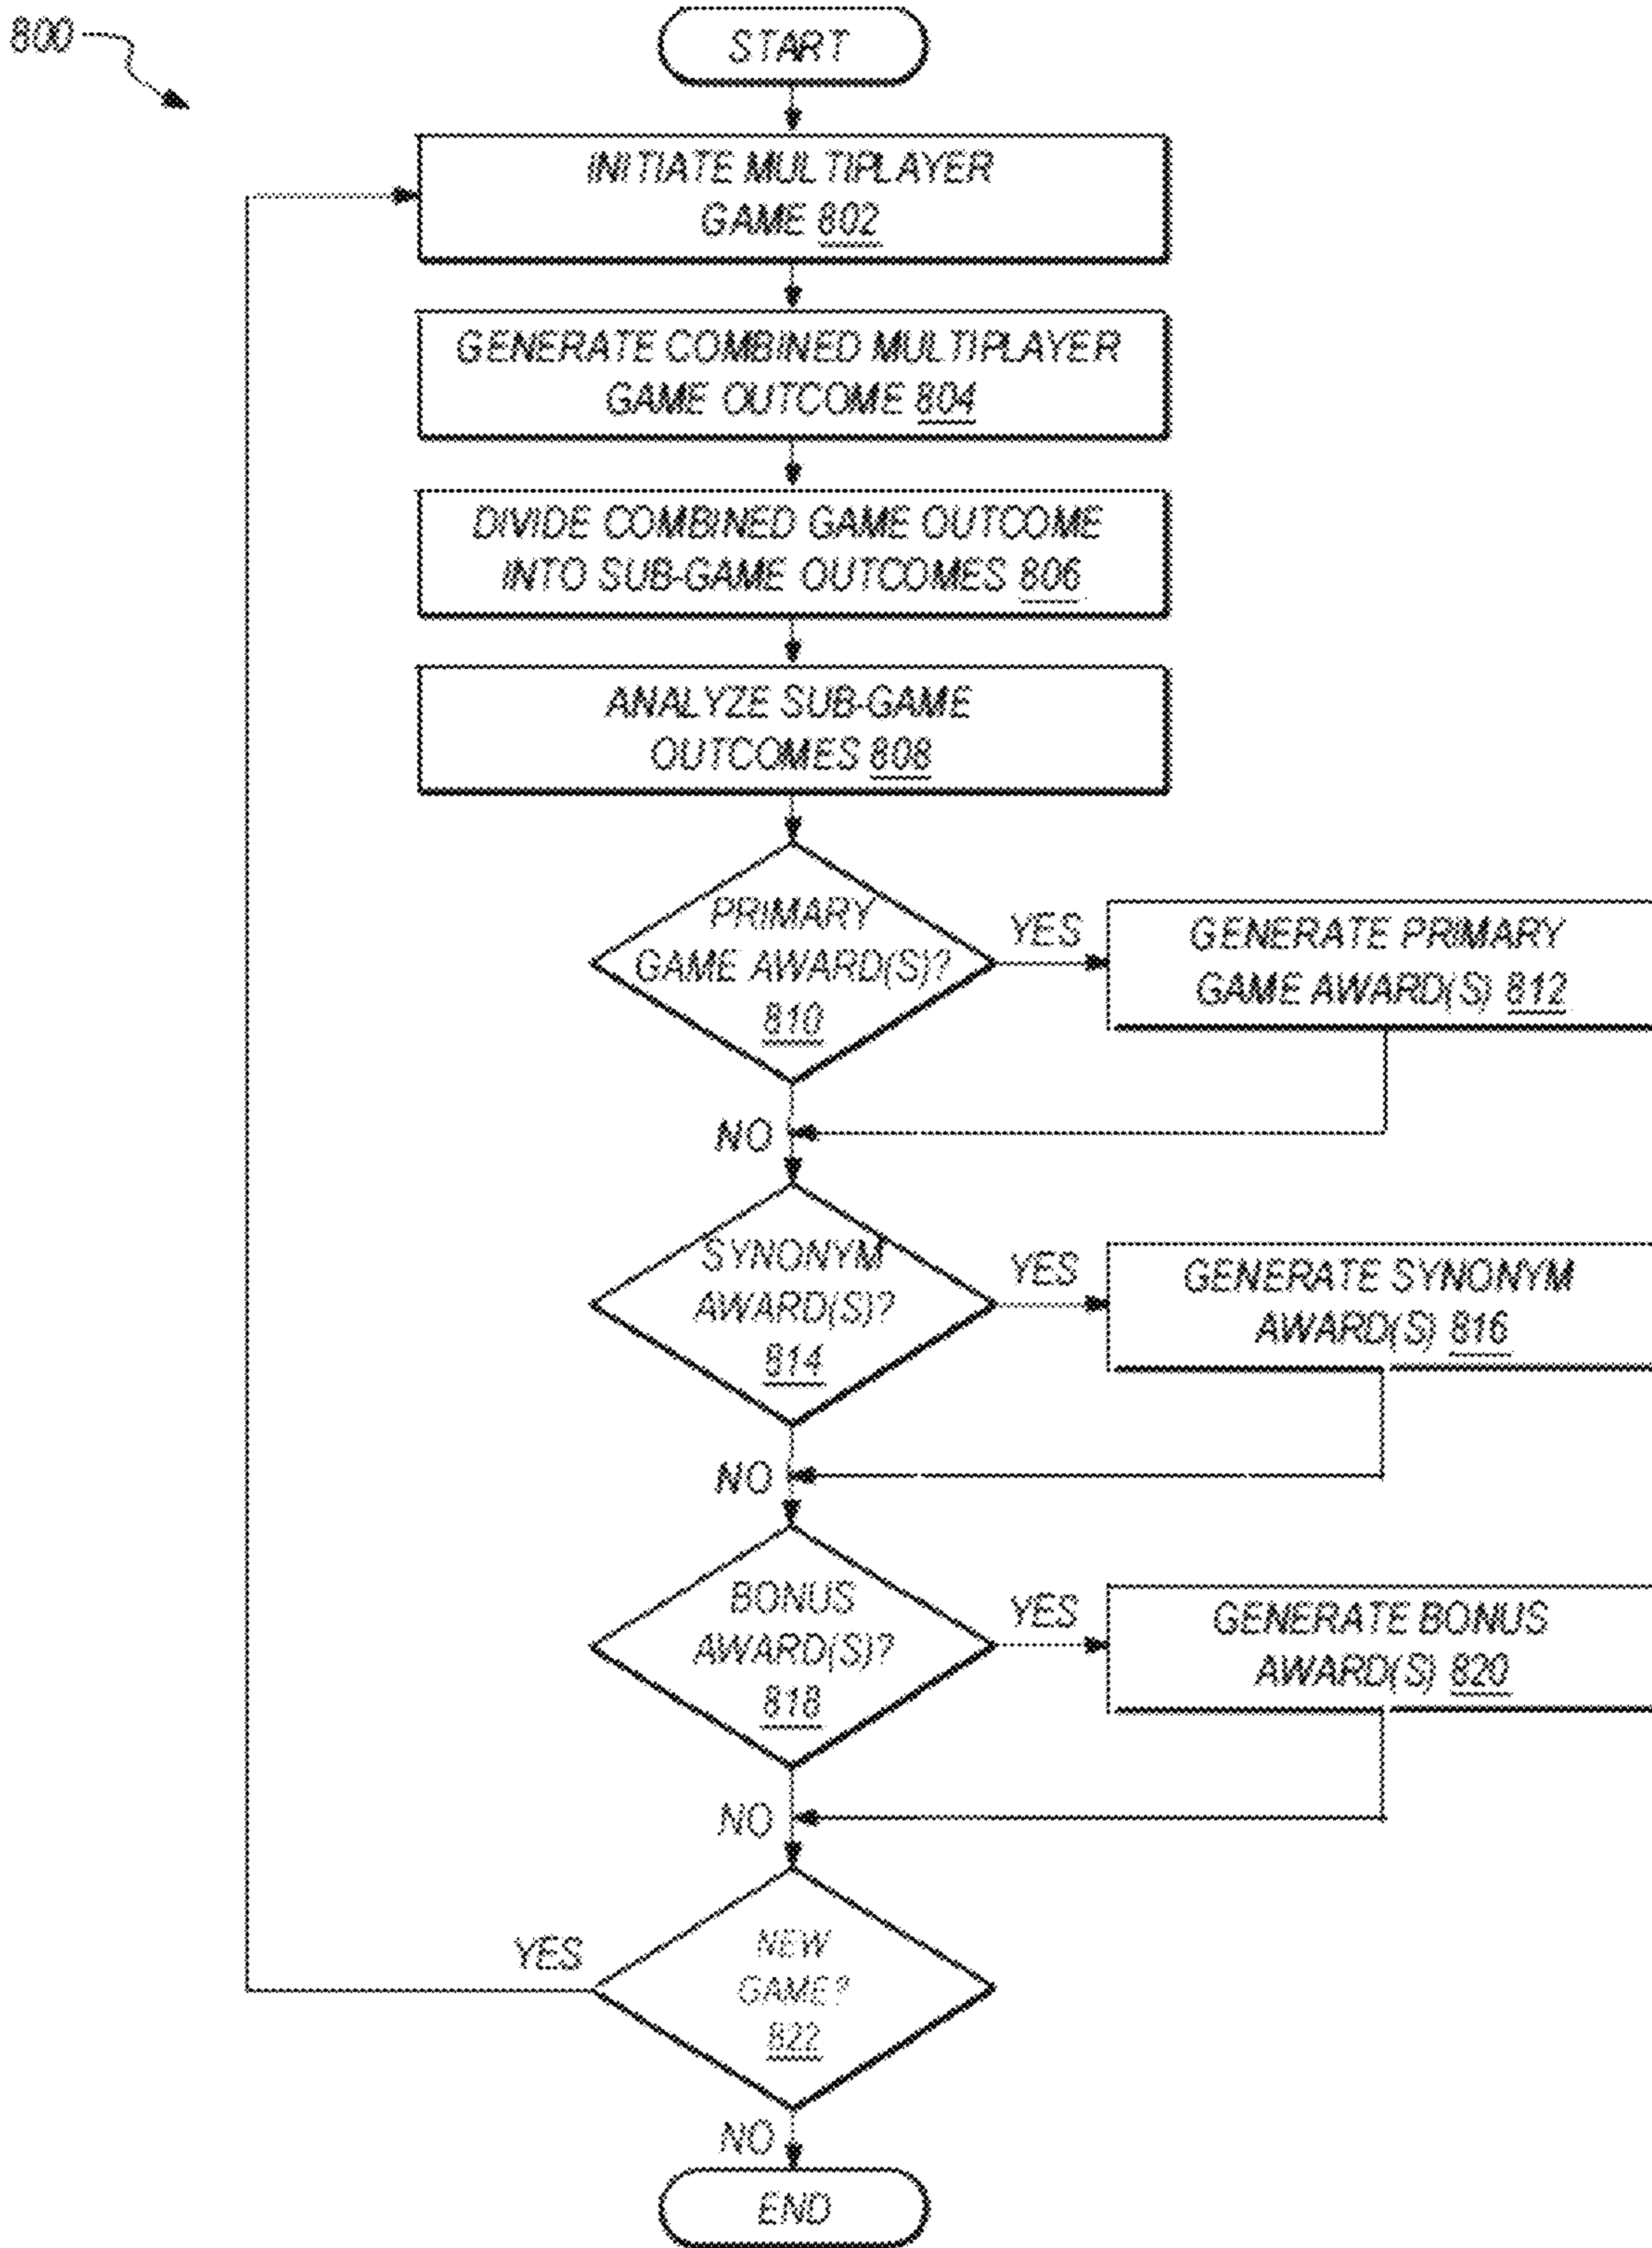 800
START
INITIATE MULTIPLAYER
GAME 802
GENERATE COMBINED MULTIPLAYER
GAME OUTCOME 804
DIVIDE COMBINED GAME OUTCOME
INTO SUB-GAME OUTCOMES 806
ANALYZE SUB-GAME
OUTCOMES 808
PRIMARY
GAME AWARD(S)?
810
YES
GENERATE PRIMARY
GAME AWARD(S) 812
NO
SYNONYM
AWARD(S)?
814
YES
GENERATE SYNONYM
AWARD(S) 816
NO
BONUS
AWARD(S)?
818
YES
GENERATE BONUS
AWARD(S) 820
NO
YES
NEW
GAME?
822
NO
END